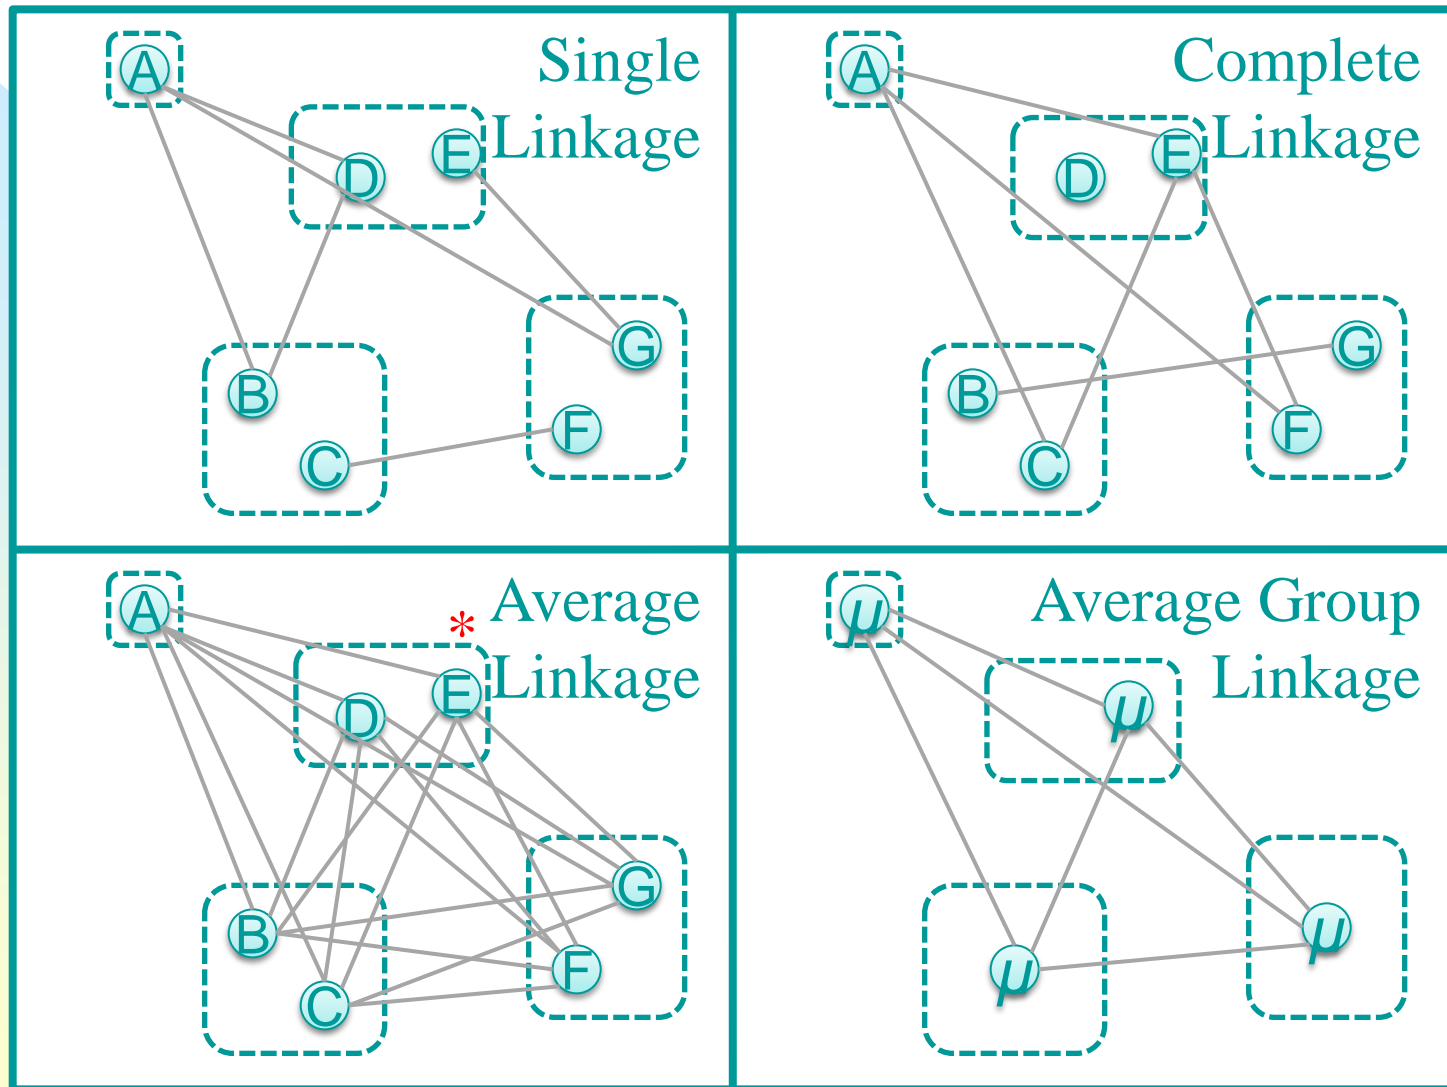 Single
Linkage
A
D
E
B
C
G
F
Complete
Linkage
A
D
E
B
C
G
F
* Average
Linkage
A
D
E
B
C
G
F
Average Group
Linkage
μ
μ
μ
μ